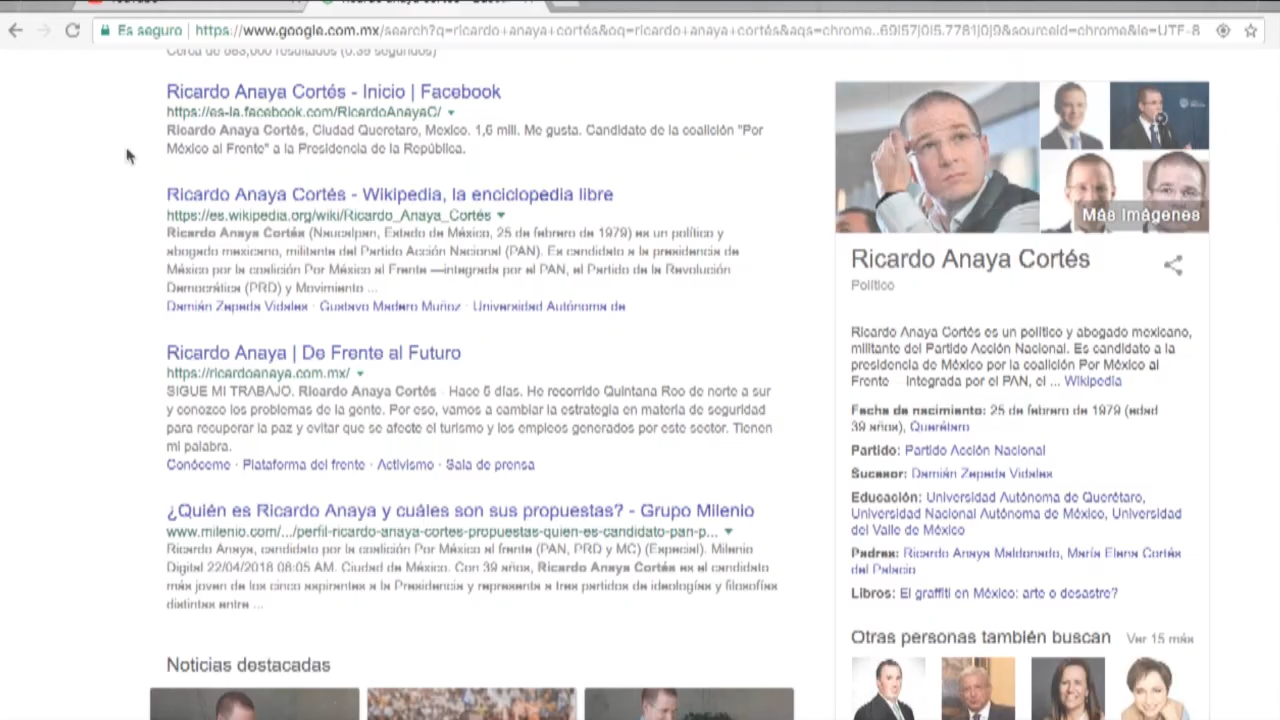 Es seguro https://www.google.com.mx/search?q=ricardo+anaya+cortés&oq=ricardo+anaya+cortés&aqs=chrome..69i57j0l5.7781j0j9&sourceid=chrome&ie=UTF-8
Cerca de 683,000 resultados (0.39 segundos)
Ricardo Anaya Cortés - Inicio | Facebook
https://es-la.facebook.com/RicardoAnayaC/
Ricardo Anaya Cortés, Ciudad Queretaro, Mexico. 1,6 mill. Me gusta. Candidato de la coalición "Por
México al Frente" a la Presidencia de la República.
Ricardo Anaya Cortés - Wikipedia, la enciclopedia libre
https://es.wikipedia.org/wiki/Ricardo_Anaya_Cortés
Ricardo Anaya Cortés (Naucalpan, Estado de México, 25 de febrero de 1979) es un político y
abogado mexicano, militante del Partido Acción Nacional (PAN). Es candidato a la presidencia de
México por la coalición Por México al Frente —integrada por el PAN, el Partido de la Revolución
Democrática (PRD) y Movimiento ...
Damián Zepeda Vidales · Gustavo Madero Muñoz · Universidad Autónoma de
Ricardo Anaya | De Frente al Futuro
https://ricardoanaya.com.mx/
SIGUE MI TRABAJO. Ricardo Anaya Cortés · Hace 5 días. He recorrido Quintana Roo de norte a sur
y conozco los problemas de la gente. Por eso, vamos a cambiar la estrategia en materia de seguridad
para recuperar la paz y evitar que se afecte el turismo y los empleos generados por este sector. Tienen
mi palabra.
Conóceme · Plataforma del frente · Activismo · Sala de prensa
¿Quién es Ricardo Anaya y cuáles son sus propuestas? - Grupo Milenio
www.milenio.com/.../perfil-ricardo-anaya-cortes-propuestas-quien-es-candidato-pan-p...
Ricardo Anaya, candidato por la coalición Por México al frente (PAN, PRD y MC) (Especial). Milenio
Digital 22/04/2018 08:05 AM. Ciudad de México. Con 39 años, Ricardo Anaya Cortés es el candidato
más joven de los cinco aspirantes a la Presidencia y representa a tres partidos de ideologías y filosofías
distintas entre ...
Noticias destacadas
Más imágenes
Ricardo Anaya Cortés
Político
Ricardo Anaya Cortés es un político y abogado mexicano,
militante del Partido Acción Nacional. Es candidato a la
presidencia de México por la coalición Por México al
Frente —integrada por el PAN, el ... Wikipedia
Fecha de nacimiento: 25 de febrero de 1979 (edad
39 años), Querétaro
Partido: Partido Acción Nacional
Sucesor: Damián Zepeda Vidales
Educación: Universidad Autónoma de Querétaro,
Universidad Nacional Autónoma de México, Universidad
del Valle de México
Padres: Ricardo Anaya Maldonado, María Elena Cortés
del Palacio
Libros: El graffiti en México: arte o desastre?
Otras personas también buscan Ver 15 más